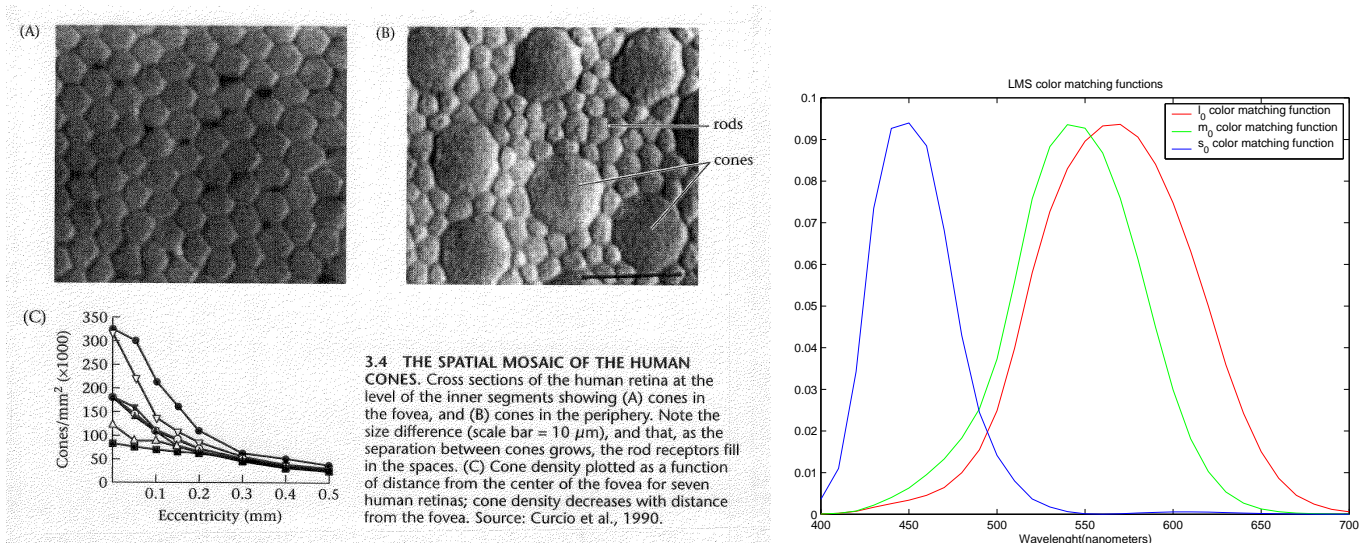 (A)
(B)
rods
cones
(C)
350
300
250
200
150
100
50
0
Cones/mm² (×1000)
0.1 0.2 0.3 0.4 0.5
Eccentricity (mm)
3.4 THE SPATIAL MOSAIC OF THE HUMAN
CONES. Cross sections of the human retina at the
level of the inner segments showing (A) cones in
the fovea, and (B) cones in the periphery. Note the
size difference (scale bar = 10 μm), and that, as the
separation between cones grows, the rod receptors fill
in the spaces. (C) Cone density plotted as a function
of distance from the center of the fovea for seven
human retinas; cone density decreases with distance
from the fovea. Source: Curcio et al., 1990.
LMS color matching functions
0.1
0.09
0.08
0.07
0.06
0.05
0.04
0.03
0.02
0.01
0
l₀ color matching function
m₀ color matching function
s₀ color matching function
400 450 500 550 600 650 700
Wavelenght(nanometers)